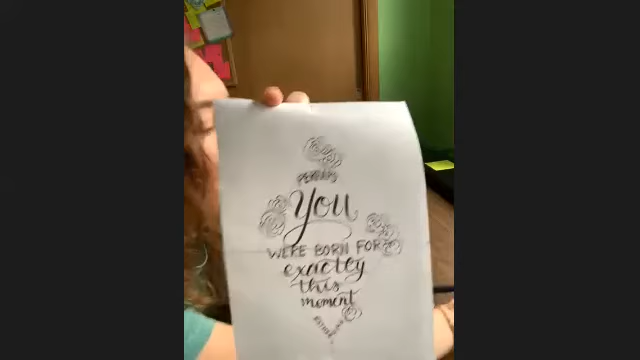 PERHAPS
You
WERE BORN FOR
exactly
this
moment